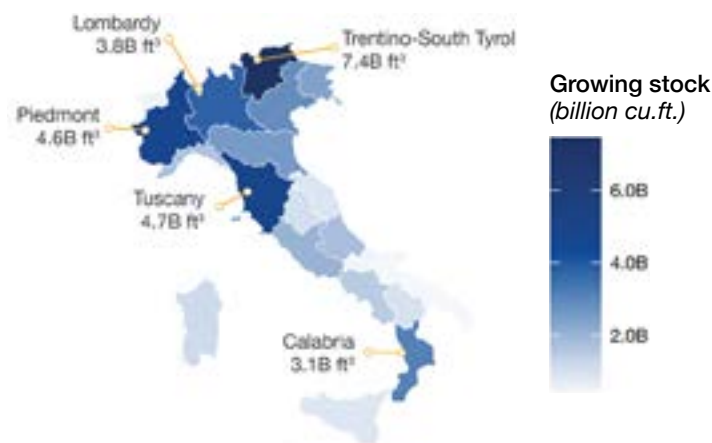 Lombardy
3.8B ft³
Trentino-South Tyrol
7.4B ft³
Piedmont
4.6B ft³
Tuscany
4.7B ft³
Calabria
3.1B ft³
Growing stock
(billion cu.ft.)
6.0B
4.0B
2.0B